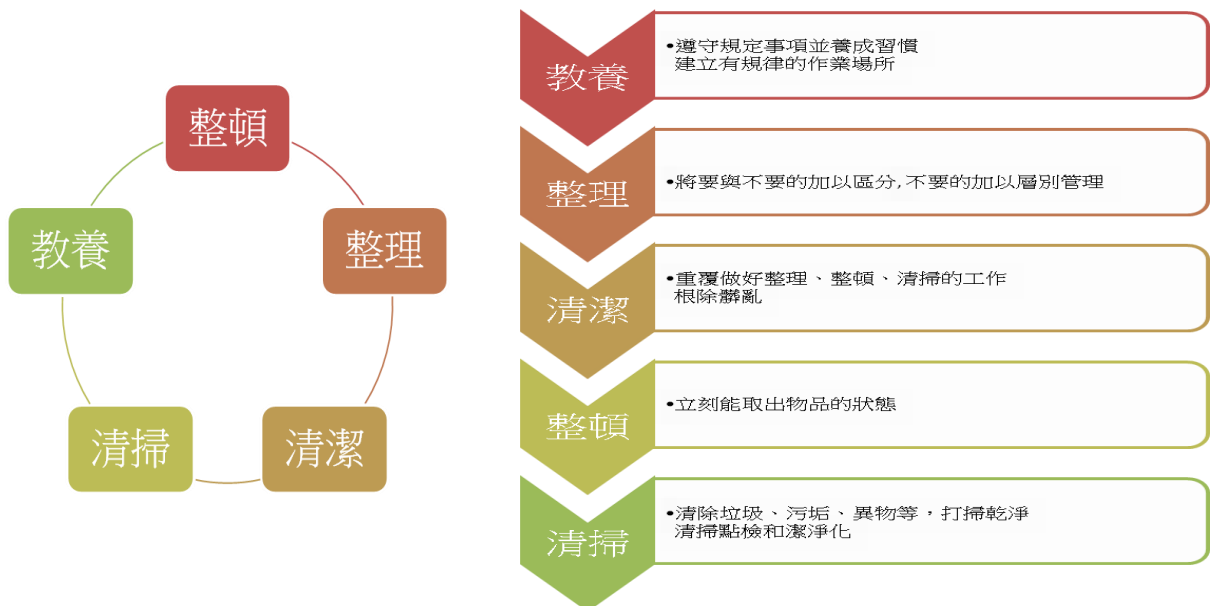 整頓
整理
清潔
清掃
教養
教養
•遵守規定事項並養成習慣
建立有規律的作業場所
整理
•將要與不要的加以區分,不要的加以層別管理
清潔
•重覆做好整理、整頓、清掃的工作
根除髒亂
整頓
•立刻能取出物品的狀態
清掃
•清除垃圾、污垢、異物等，打掃乾淨
清掃點檢和潔淨化